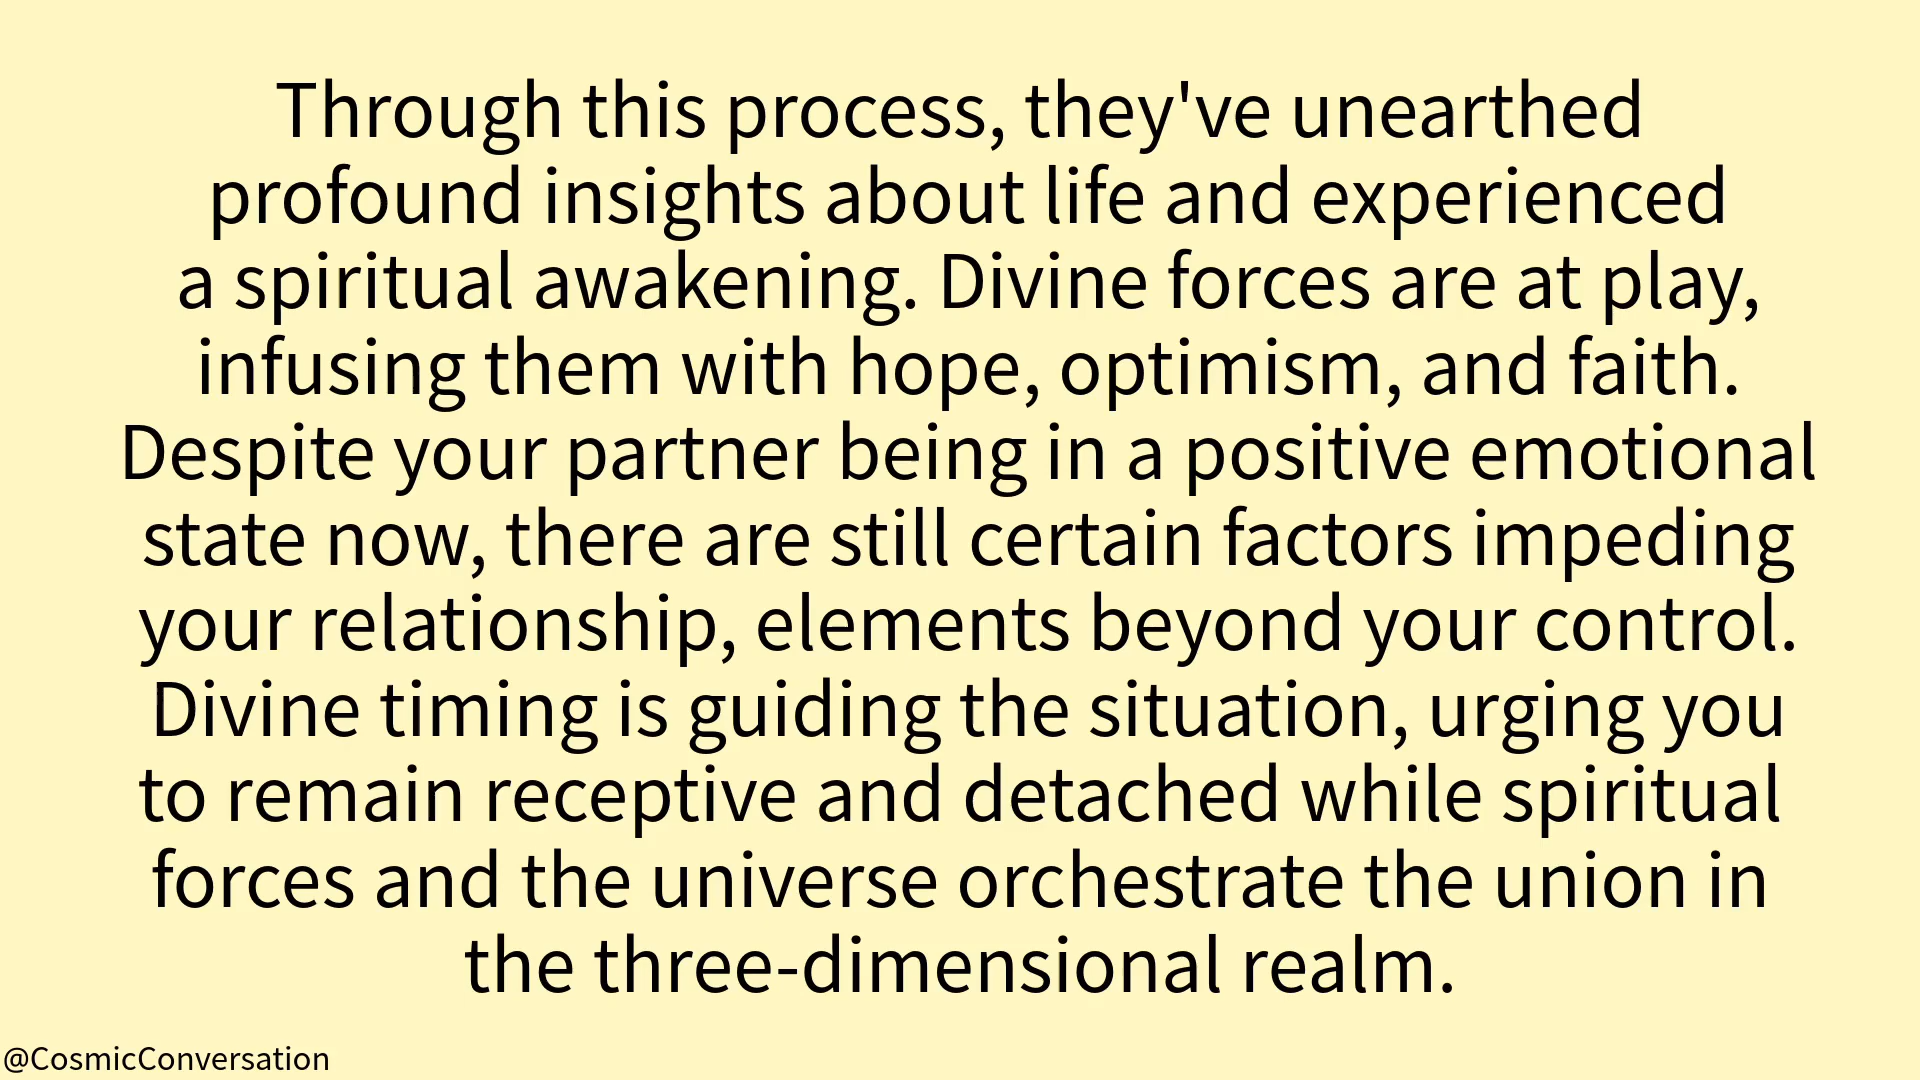 Through this process, they've unearthed
profound insights about life and experienced
a spiritual awakening. Divine forces are at play,
infusing them with hope, optimism, and faith.
Despite your partner being in a positive emotional
state now, there are still certain factors impeding
your relationship, elements beyond your control.
Divine timing is guiding the situation, urging you
to remain receptive and detached while spiritual
forces and the universe orchestrate the union in
the three-dimensional realm.
@CosmicConversation